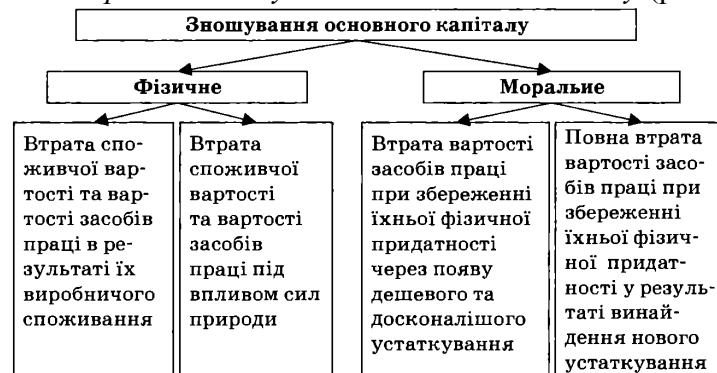 Зношування основного капіталу
Фізичне
Моральне
Втрата спо-
живчої вар-
тості та вар-
тості засобів
праці в ре-
зультаті їх
виробничого
споживання
Втрата
споживчої
вартості
та вартості
засобів
праці під
впливом сил
природи
Втрата вартості
засобів праці
при збереженні
їхньої фізичної
придатності
через появу
дешевого та
досконалішого
устаткування
Повна втрата
вартості засо-
бів праці при
збереженні
їхньої фізич-
ної придат-
ності у резуль-
таті винай-
дення нового
устаткування